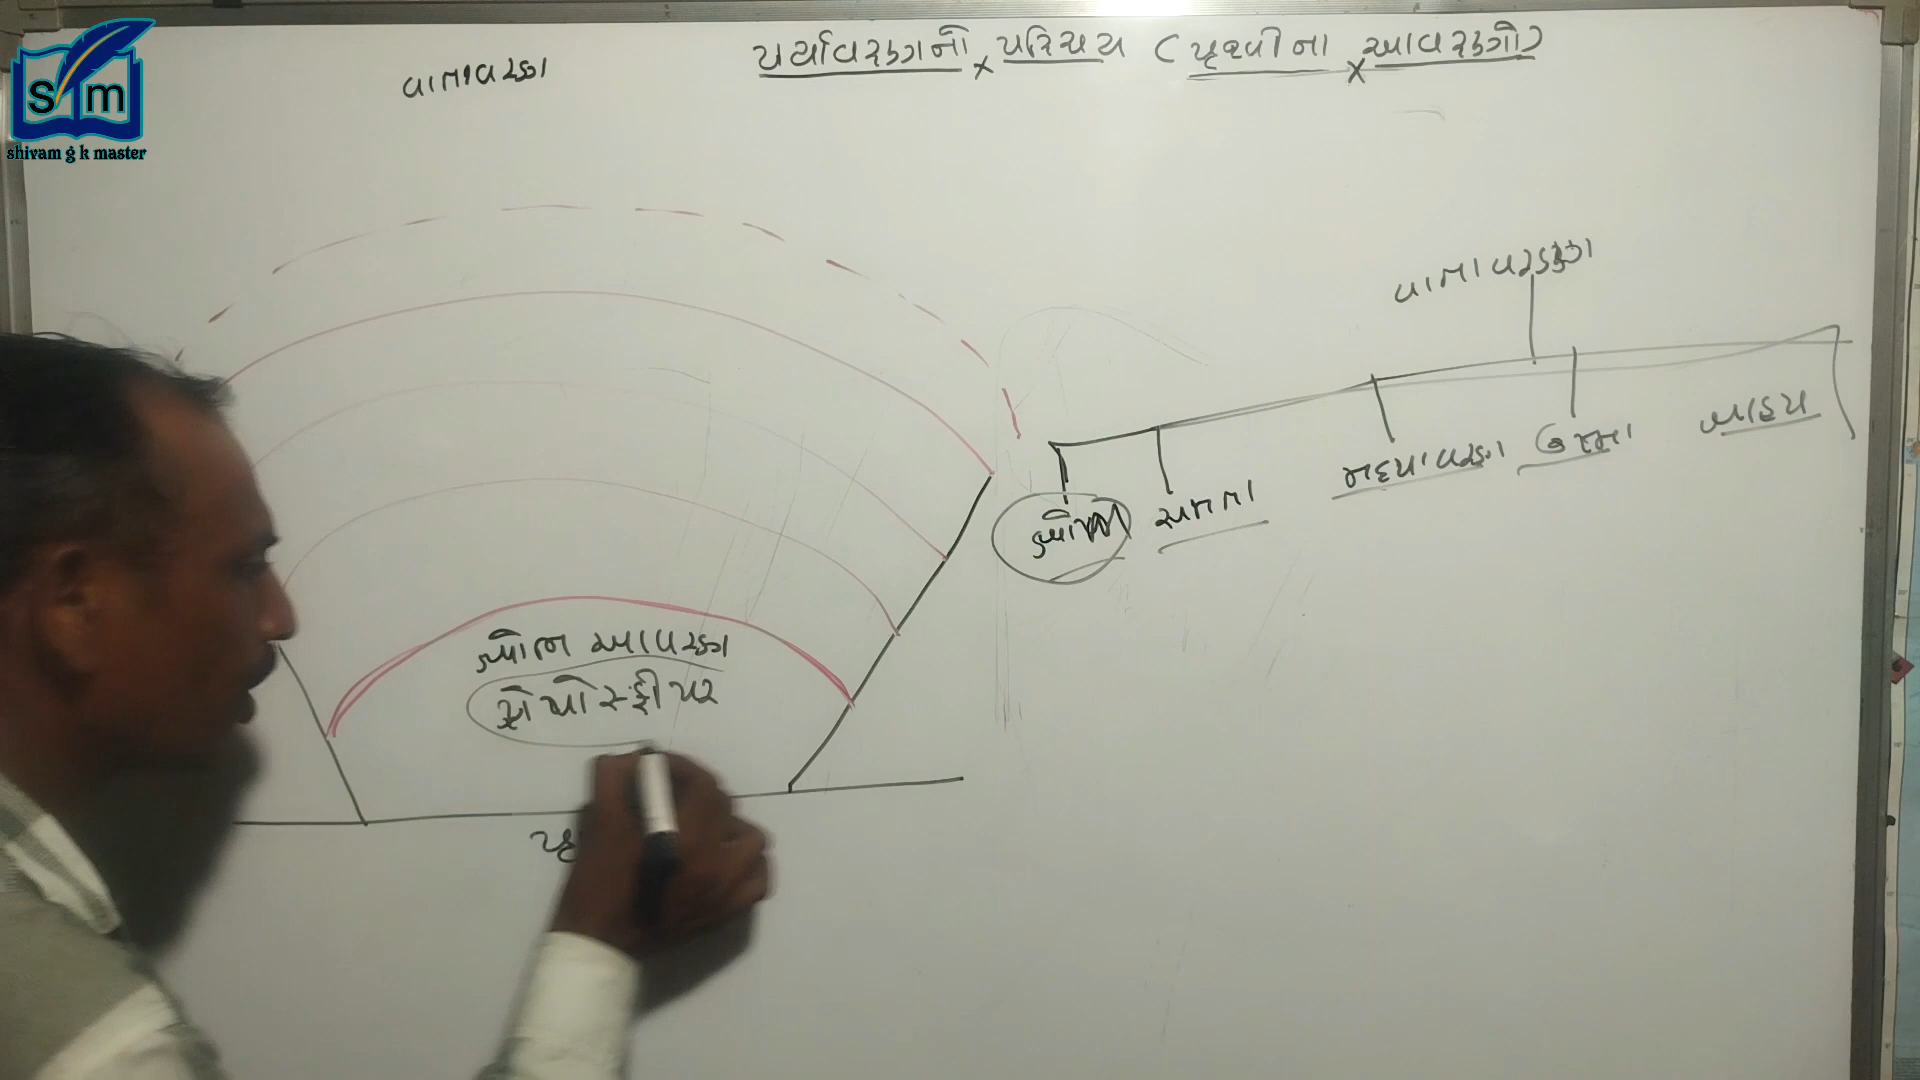 shivam g k master
વાતાવરણ
પર્યાવરણનો પરિચય (પૃથ્વીના આવરણો)
વાતાવરણ
ક્ષોભ સમતા મધ્યાવરણ ઉષ્મા બાહ્ય
ક્ષોભ આવરણ
ટ્રોપોસ્ફીયર